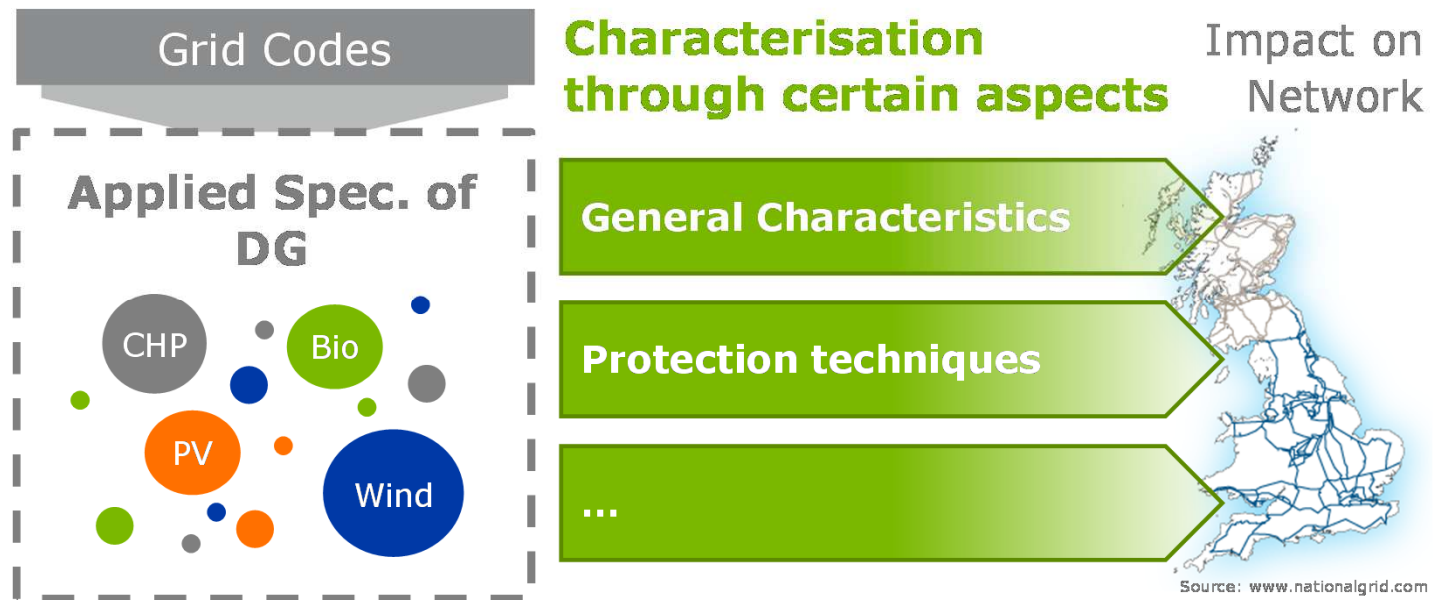 Grid Codes
Applied Spec. of
DG
CHP
Bio
PV
Wind
Characterisation
through certain aspects
General Characteristics
Protection techniques
...
Impact on
Network
Source: www.nationalgrid.com